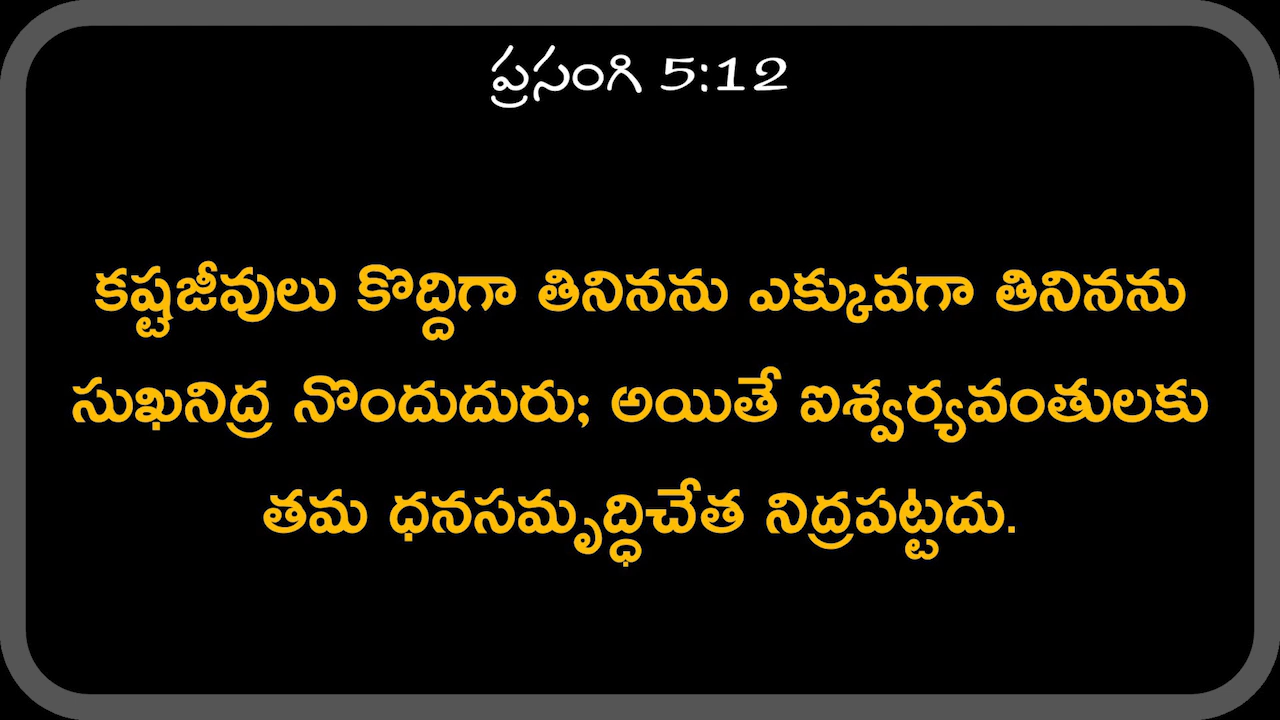 ప్రసంగి 5:12
కష్టజీవులు కొద్దిగా తినినను ఎక్కువగా తినినను
సుఖనిద్ర నొందుదురు; అయితే ఐశ్వర్యవంతులకు
తమ ధనసమృద్ధిచేత నిద్రపట్టదు.